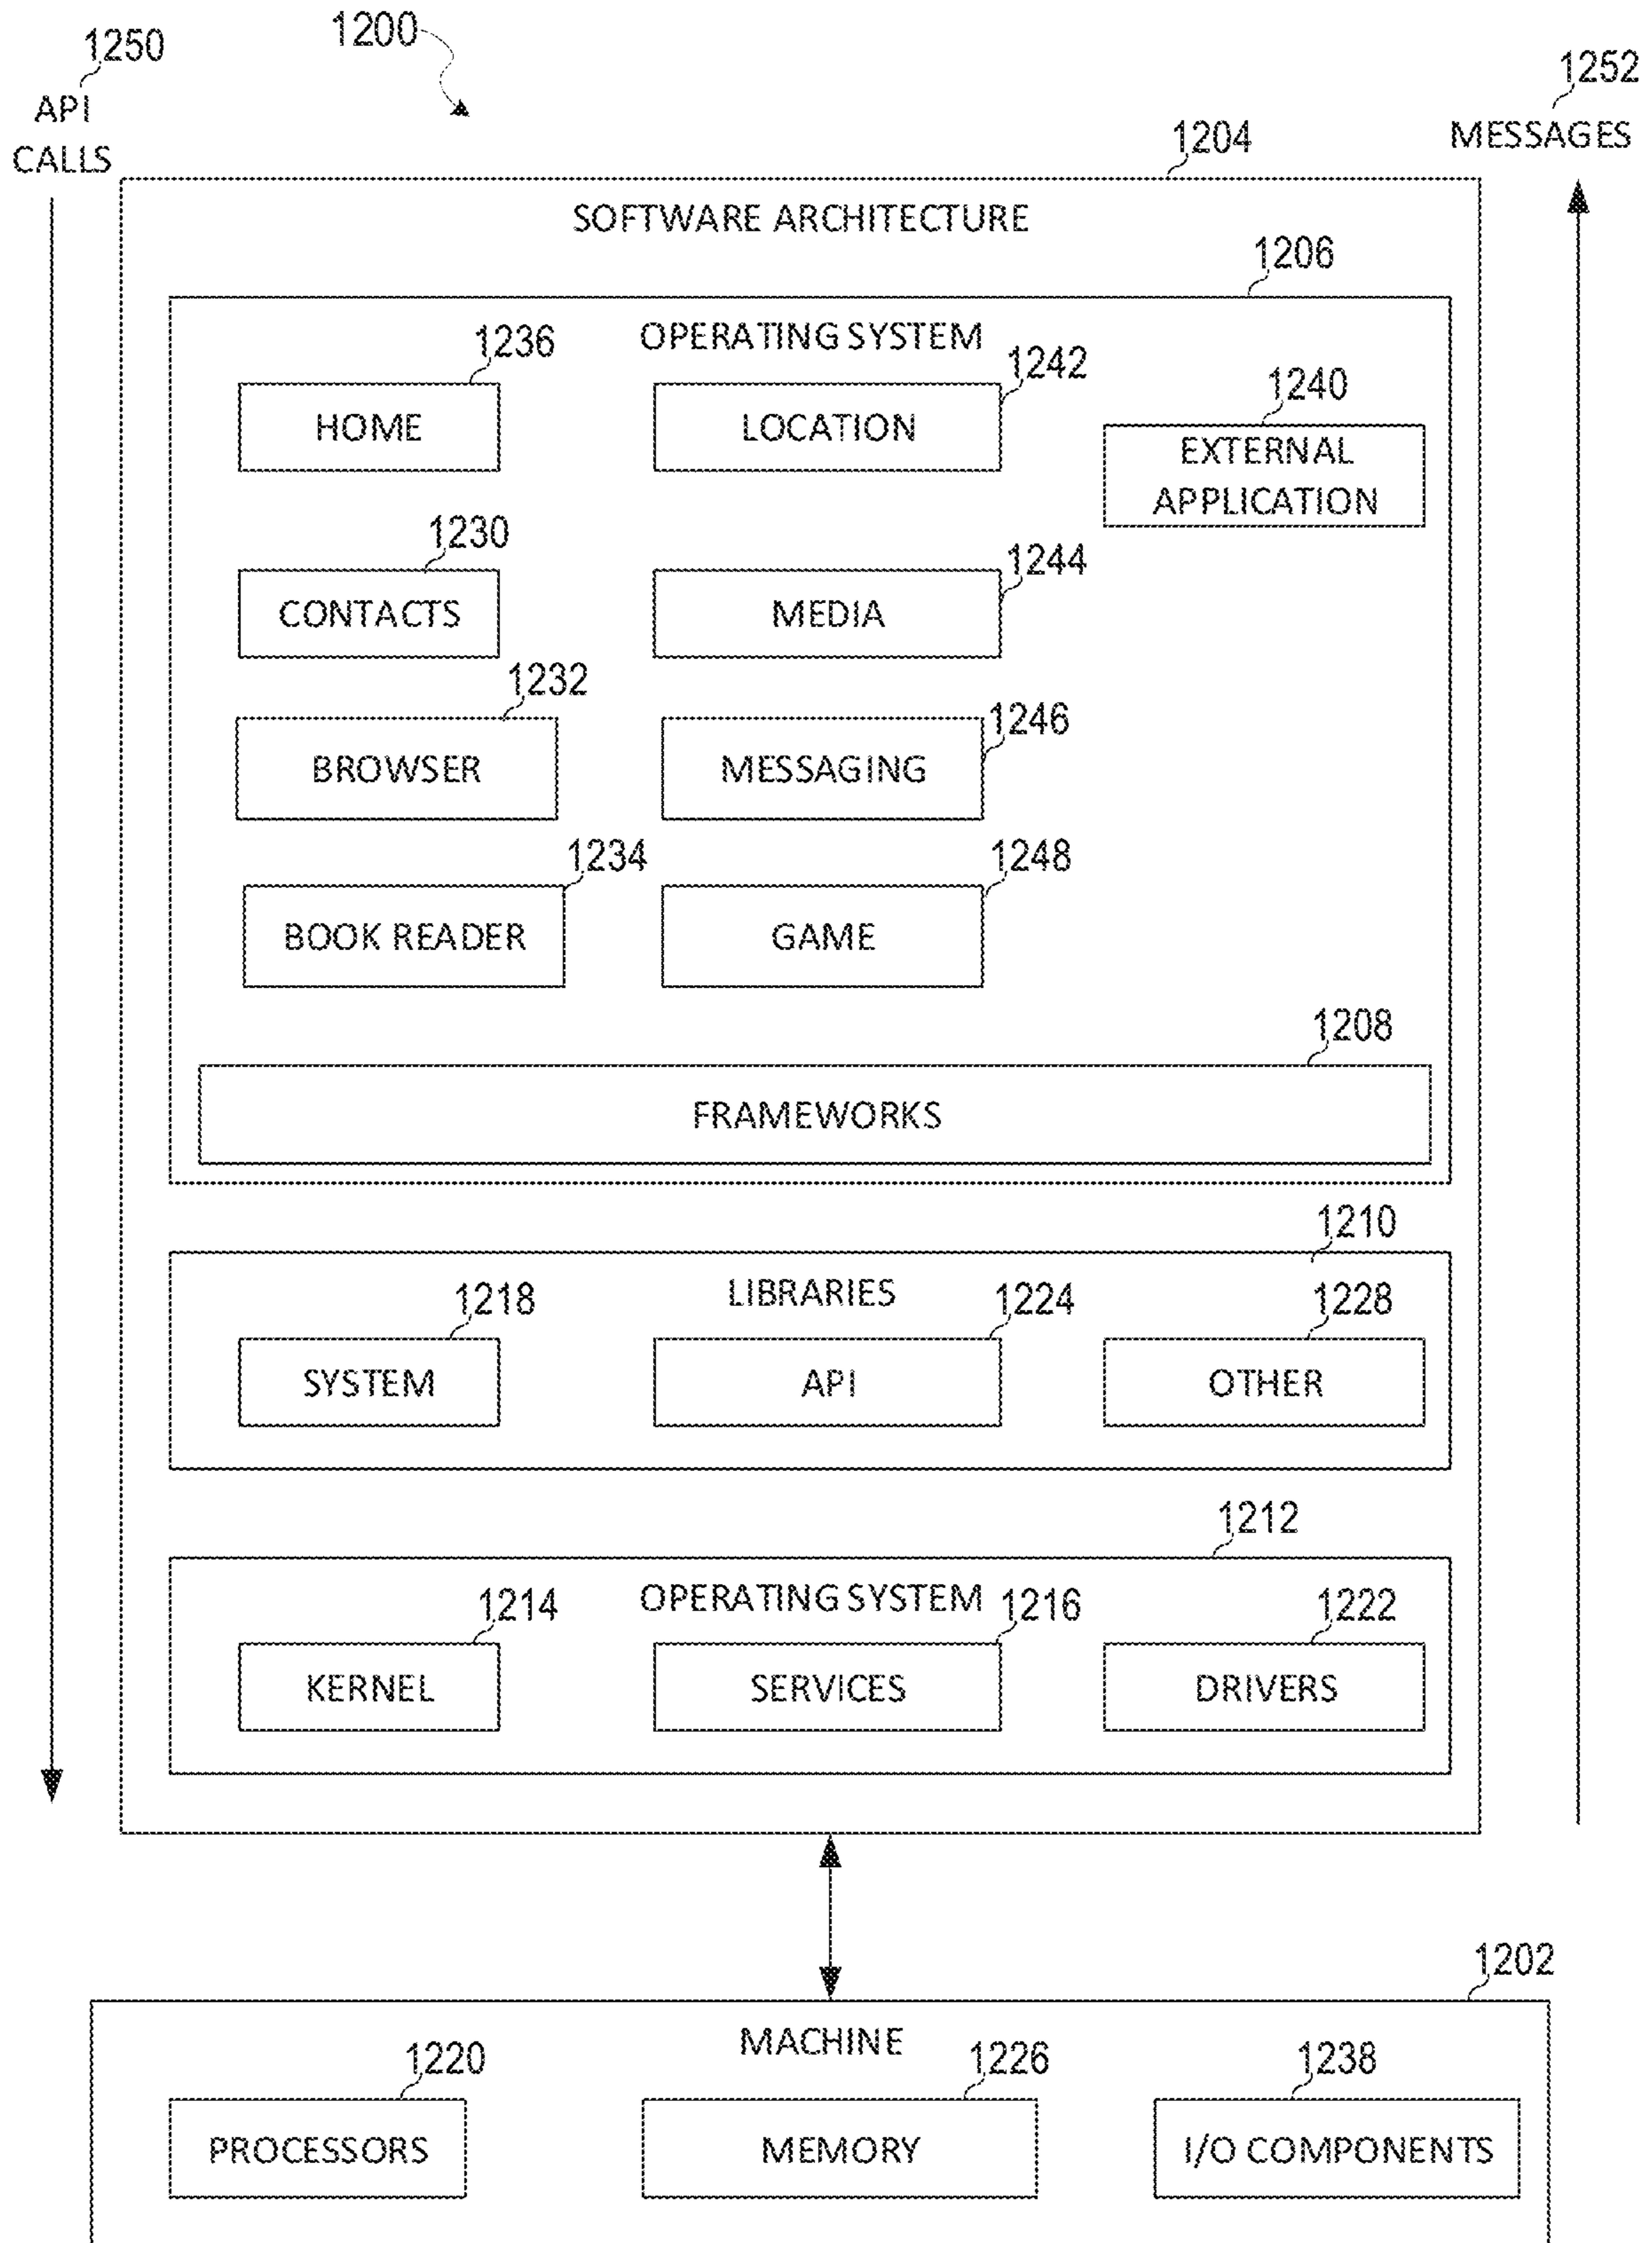 1250
API
CALLS
1200
1252
MESSAGES
1204
SOFTWARE ARCHITECTURE
1206
OPERATING SYSTEM
1236
HOME
1242
LOCATION
1240
EXTERNAL
APPLICATION
1230
CONTACTS
1244
MEDIA
1232
BROWSER
1246
MESSAGING
1234
BOOK READER
1248
GAME
1208
FRAMEWORKS
1210
LIBRARIES
1218
SYSTEM
1224
API
1228
OTHER
1212
OPERATING SYSTEM
1214
KERNEL
1216
SERVICES
1222
DRIVERS
1202
MACHINE
1220
PROCESSORS
1226
MEMORY
1238
I/O COMPONENTS